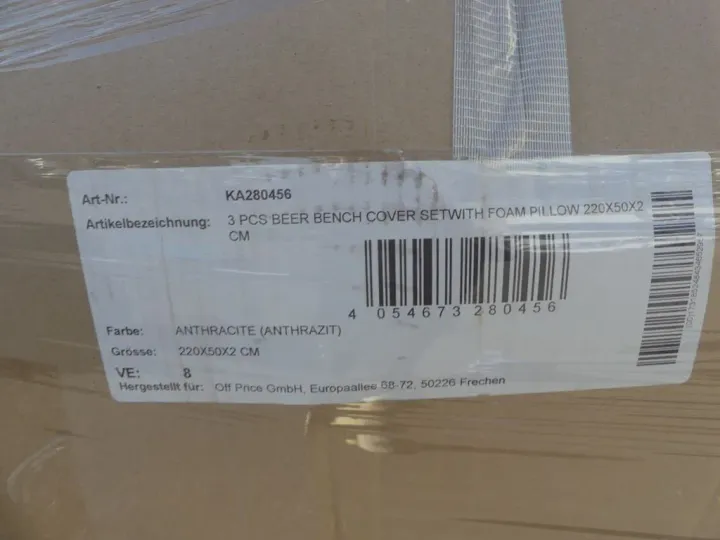 Art-Nr.: KA280456
Artikelbezeichnung: 3 PCS BEER BENCH COVER SETWITH FOAM PILLOW 220X50X2
CM
4 054673 280456
Farbe: ANTHRACITE (ANTHRAZIT)
Grösse: 220X50X2 CM
VE: 8
Hergestellt für: Off Price GmbH, Europaallee 68-72, 50226 Frechen